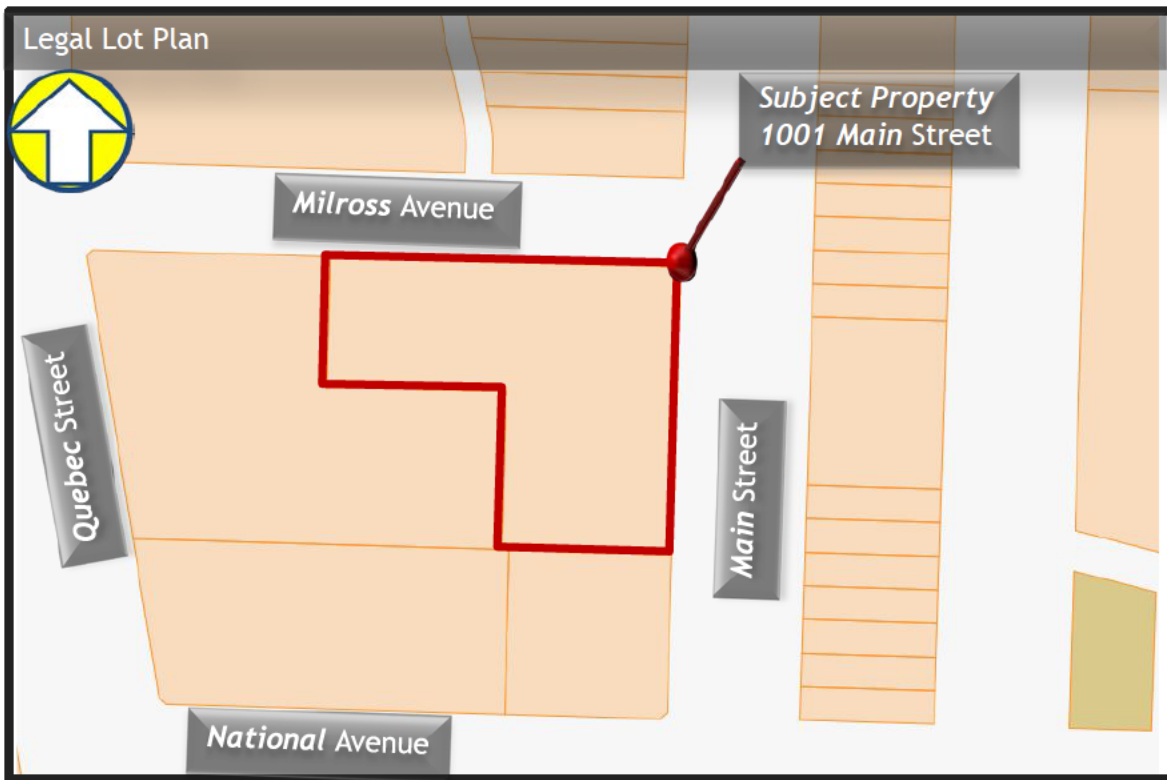 Legal Lot Plan
Subject Property
1001 Main Street
Milross Avenue
Quebec Street
Main Street
National Avenue